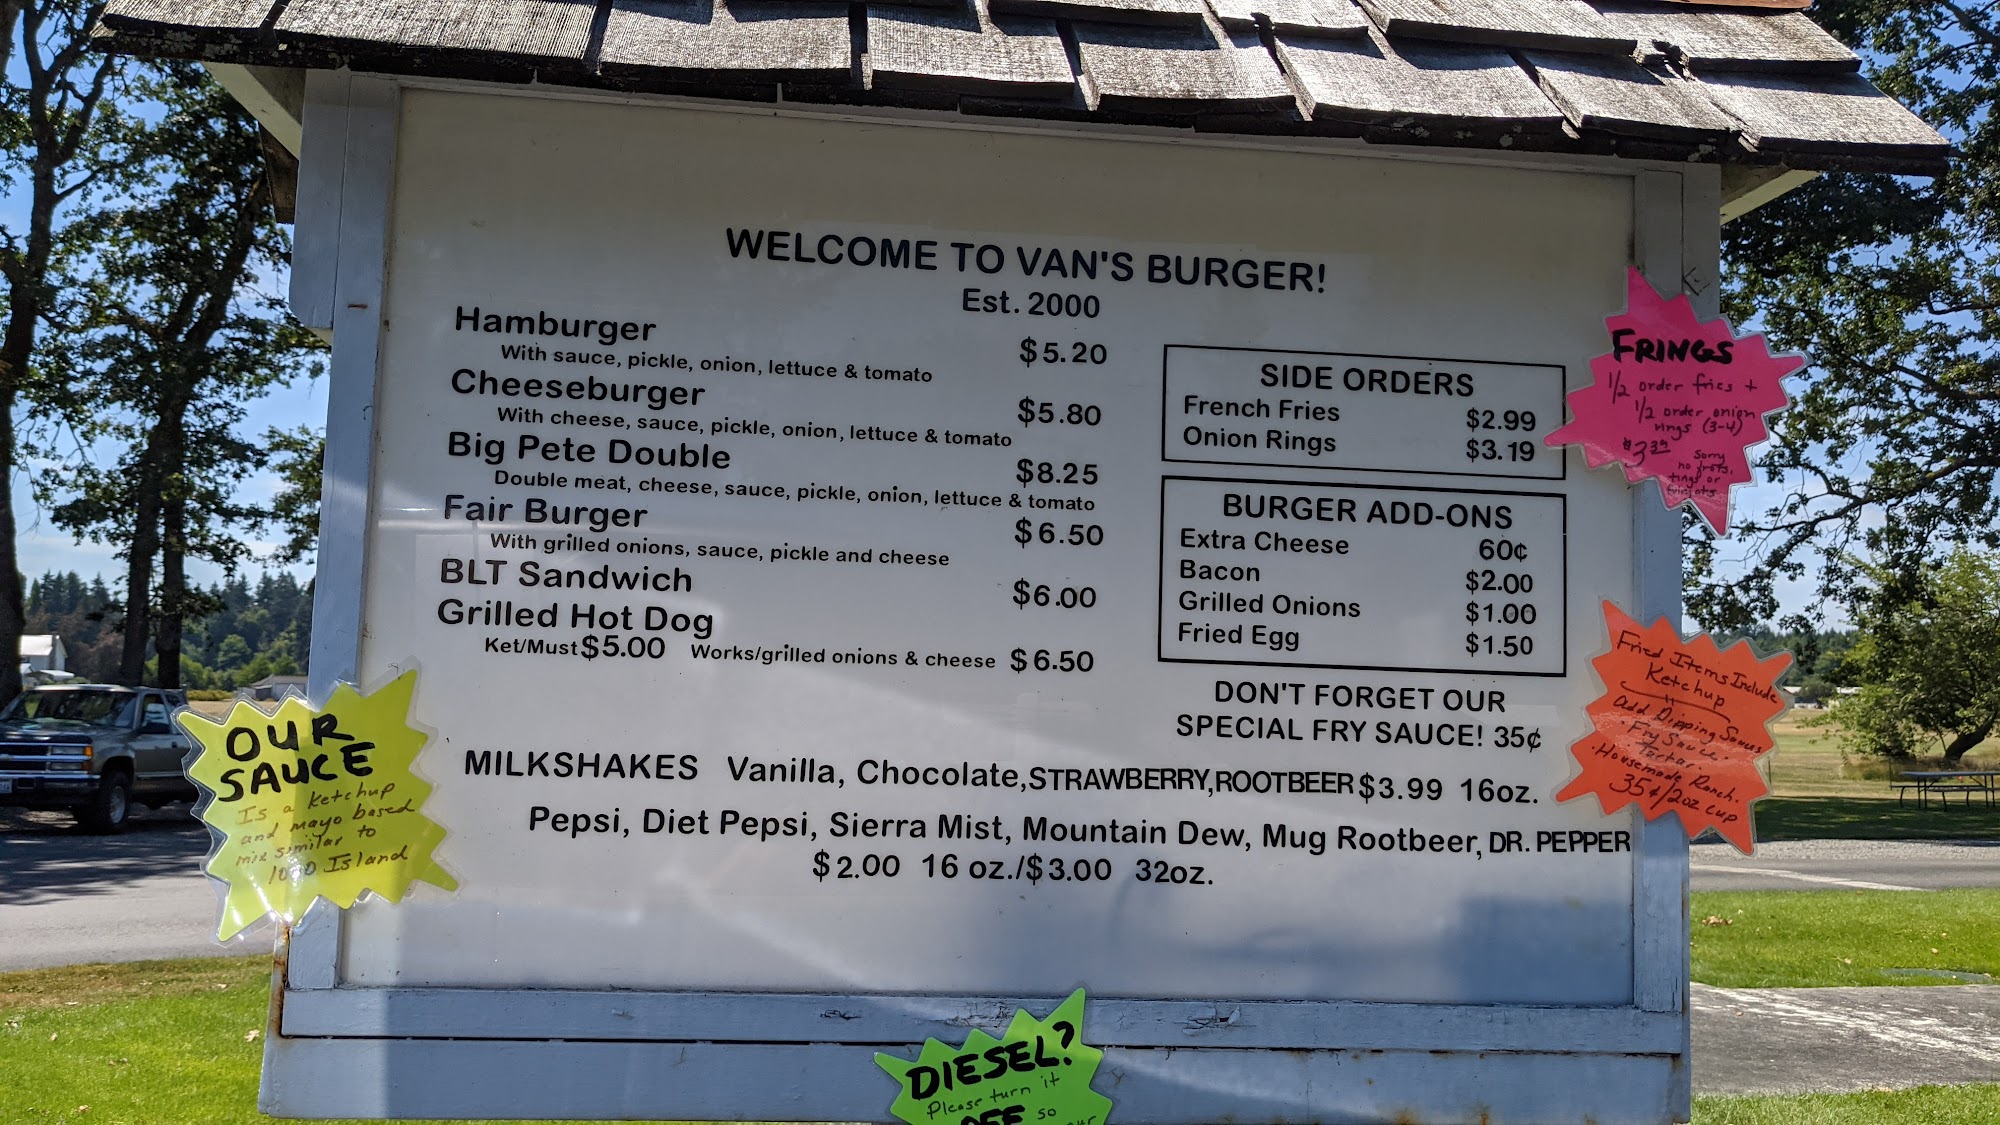 WELCOME TO VAN'S BURGER!
Est. 2000
Hamburger $5.20
With sauce, pickle, onion, lettuce & tomato
Cheeseburger $5.80
With cheese, sauce, pickle, onion, lettuce & tomato
Big Pete Double $8.25
Double meat, cheese, sauce, pickle, onion, lettuce & tomato
Fair Burger $6.50
With grilled onions, sauce, pickle and cheese
BLT Sandwich $6.00
Grilled Hot Dog
Ket/Must $5.00 Works/grilled onions & cheese $6.50
SIDE ORDERS
French Fries $2.99
Onion Rings $3.19
BURGER ADD-ONS
Extra Cheese 60¢
Bacon $2.00
Grilled Onions $1.00
Fried Egg $1.50
DON'T FORGET OUR
SPECIAL FRY SAUCE! 35¢
MILKSHAKES Vanilla, Chocolate, STRAWBERRY, ROOTBEER $3.99 16oz.
Pepsi, Diet Pepsi, Sierra Mist, Mountain Dew, Mug Rootbeer, DR. PEPPER
$2.00 16 oz./$3.00 32oz.
FRINGS
1/2 order fries +
1/2 order onion
rings (3-4)
Sorry
no
OUR
SAUCE
Is a Ketchup
and mayo based
mix similar to
1000 Island
Fried Items Include
Ketchup
Add Dipping Sauces
· Fry Sauce ·
Tartar ·
· Housemade Ranch ·
35¢/2oz cup
DIESEL?
Please turn it
OFF so